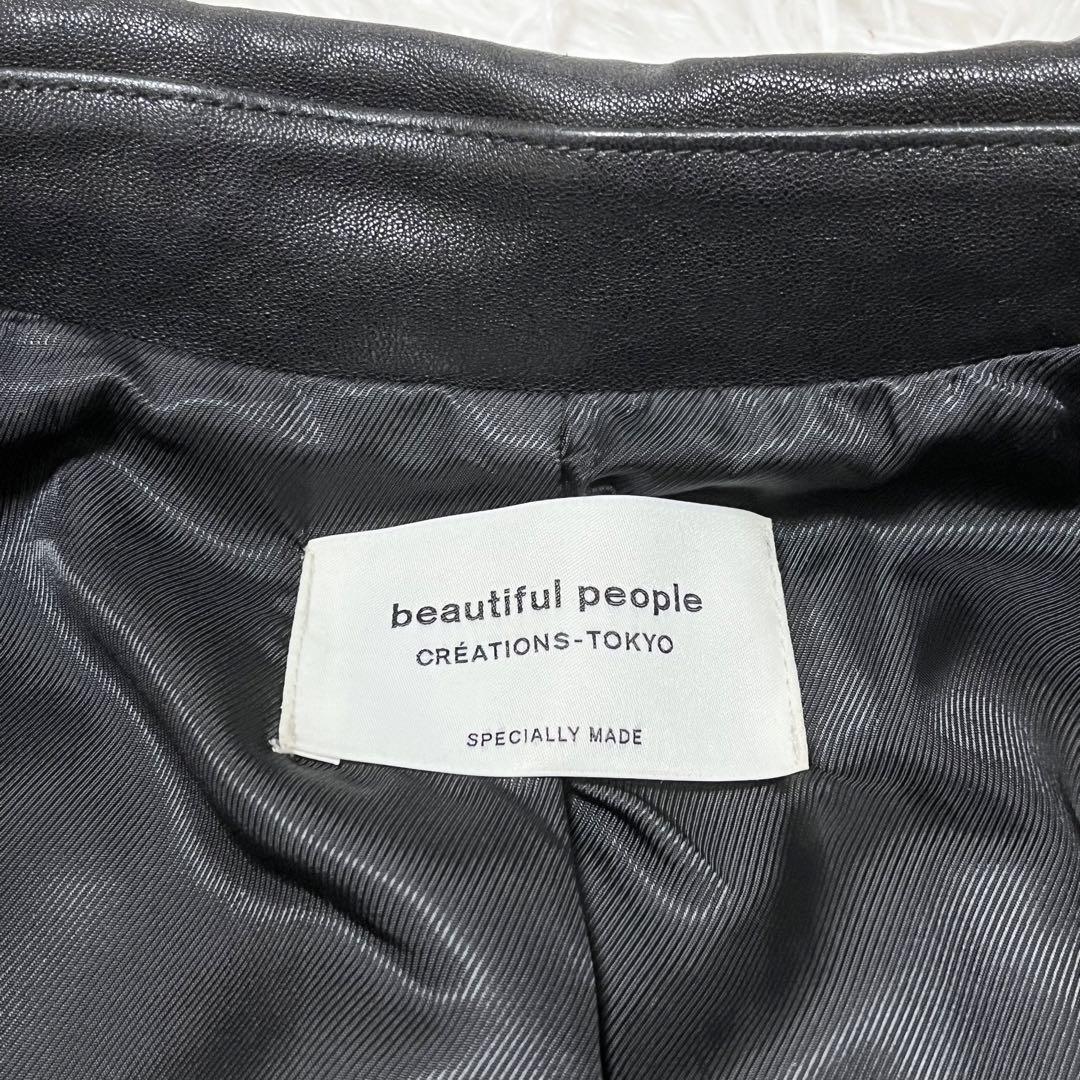 beautiful people
CRÉATIONS-TOKYO
SPECIALLY MADE